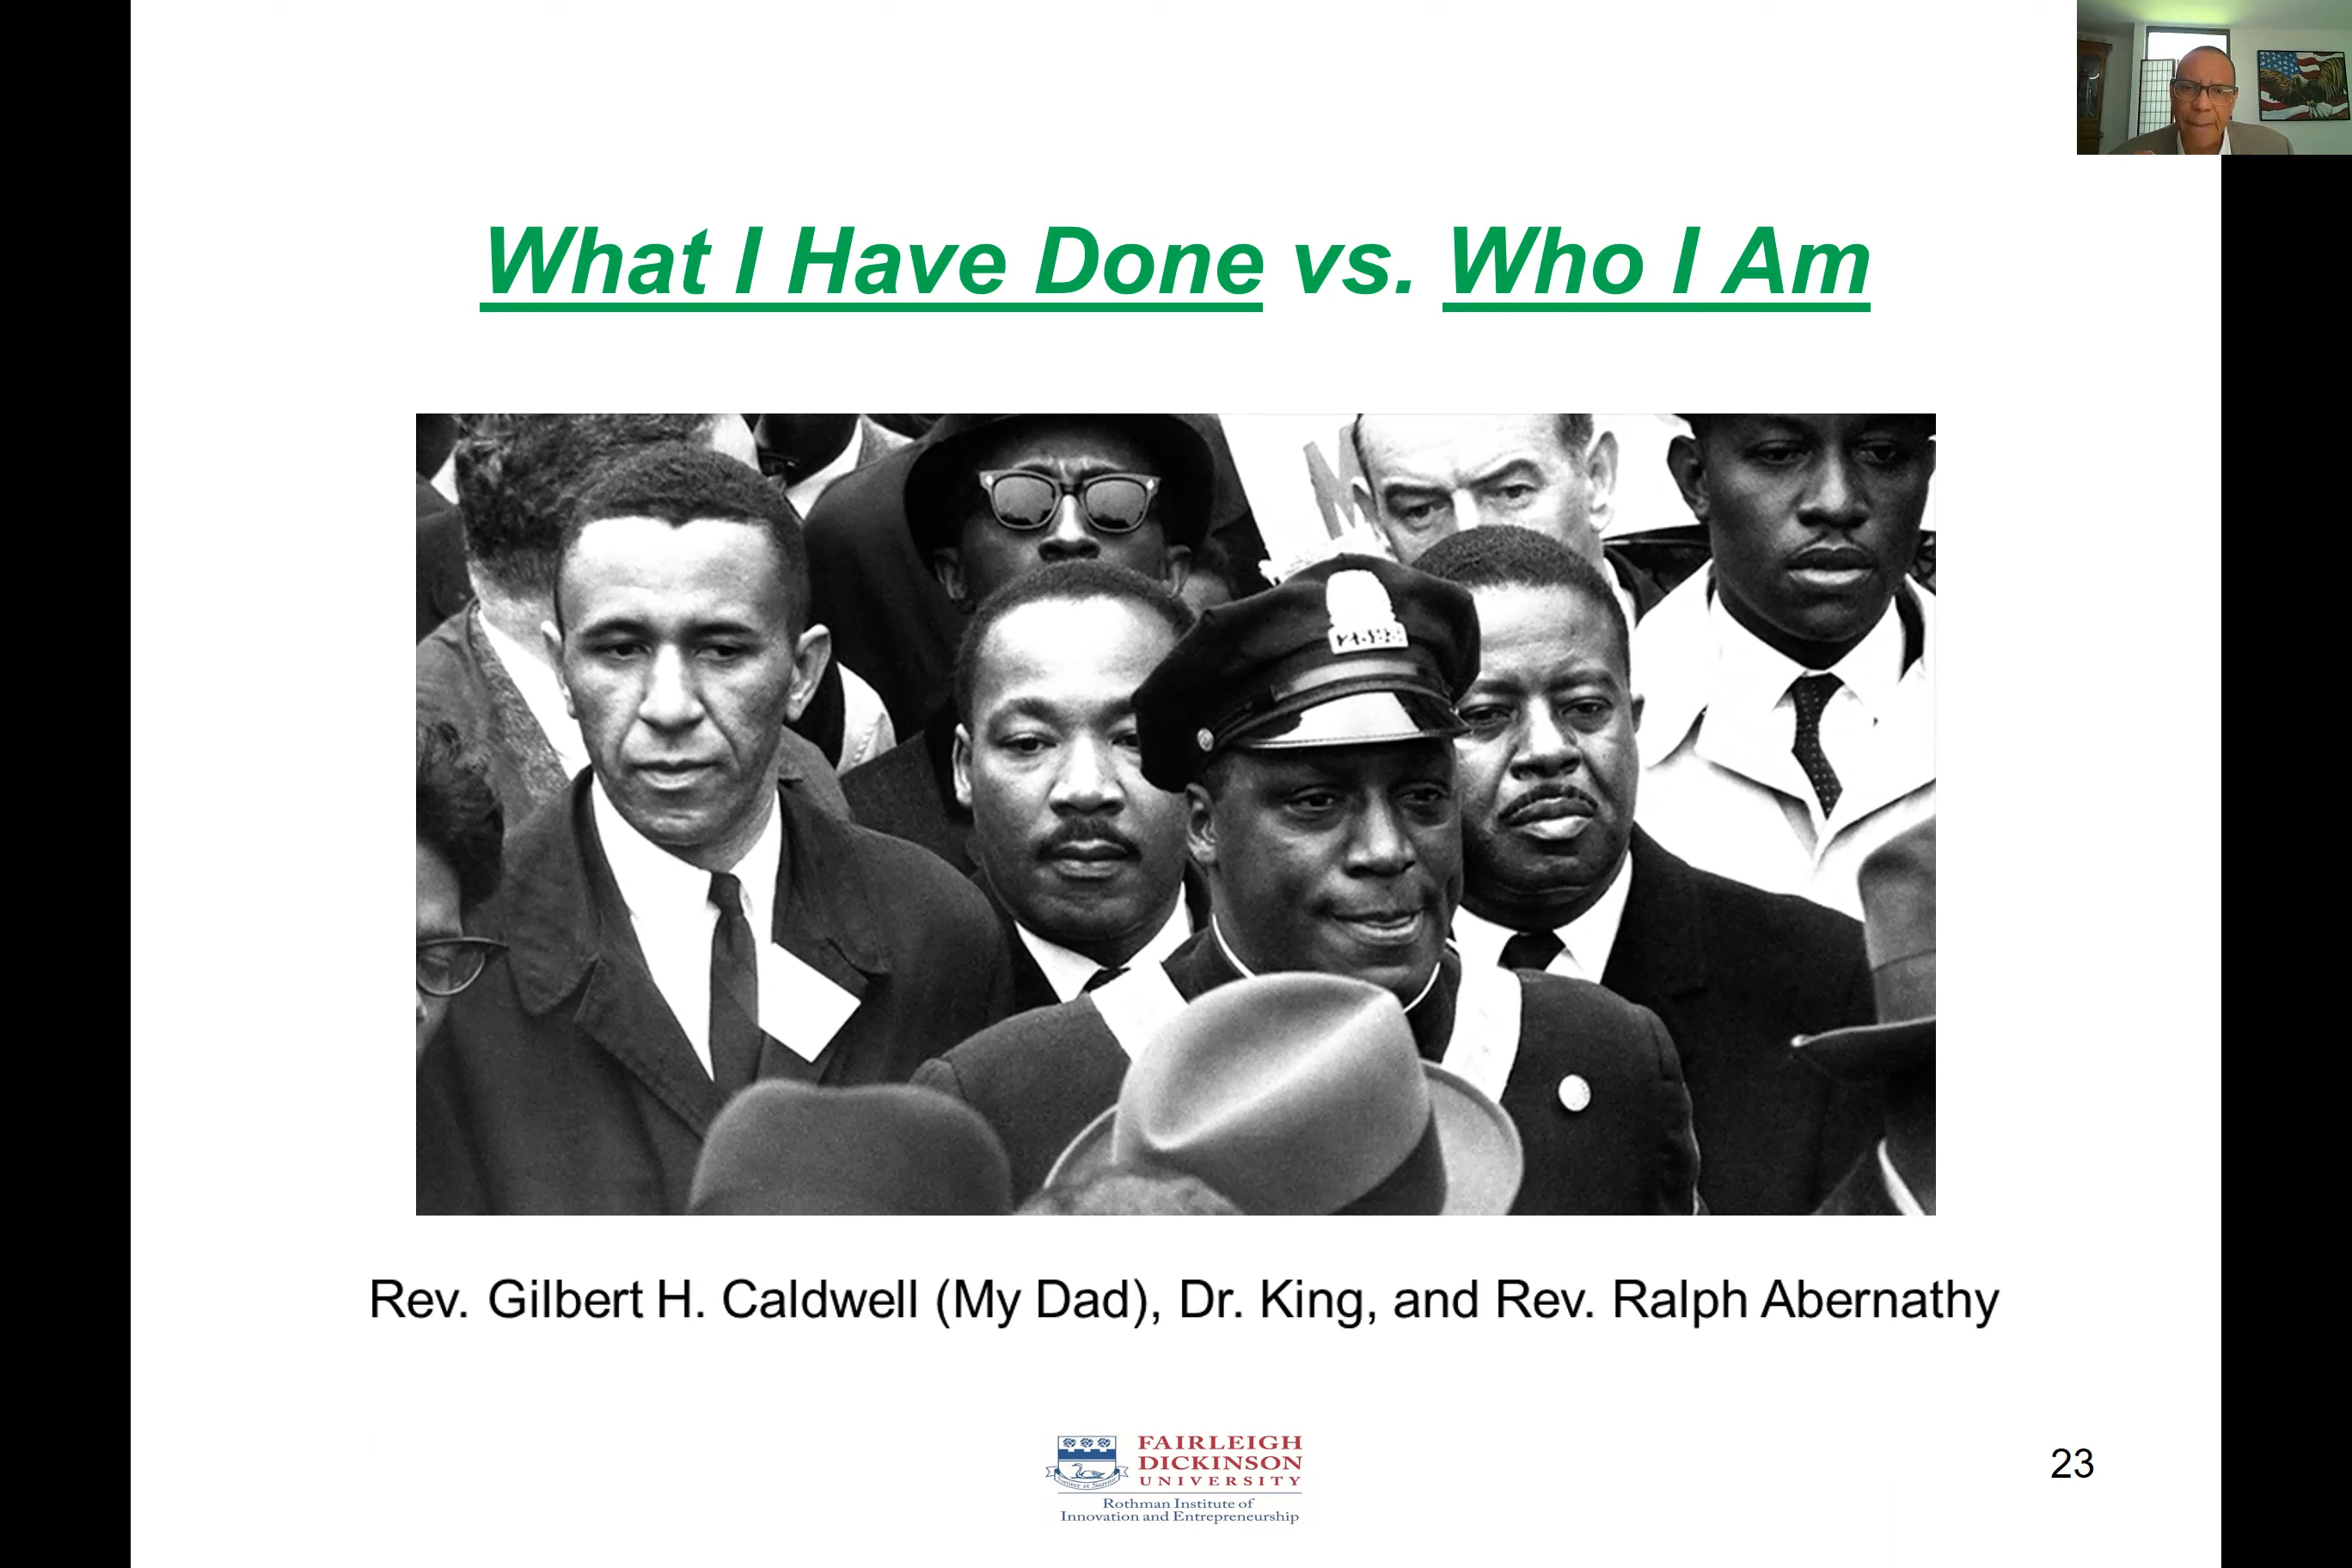 What I Have Done vs. Who I Am
Rev. Gilbert H. Caldwell (My Dad), Dr. King, and Rev. Ralph Abernathy
FAIRLEIGH
DICKINSON
UNIVERSITY
Rothman Institute of
Innovation and Entrepreneurship
23